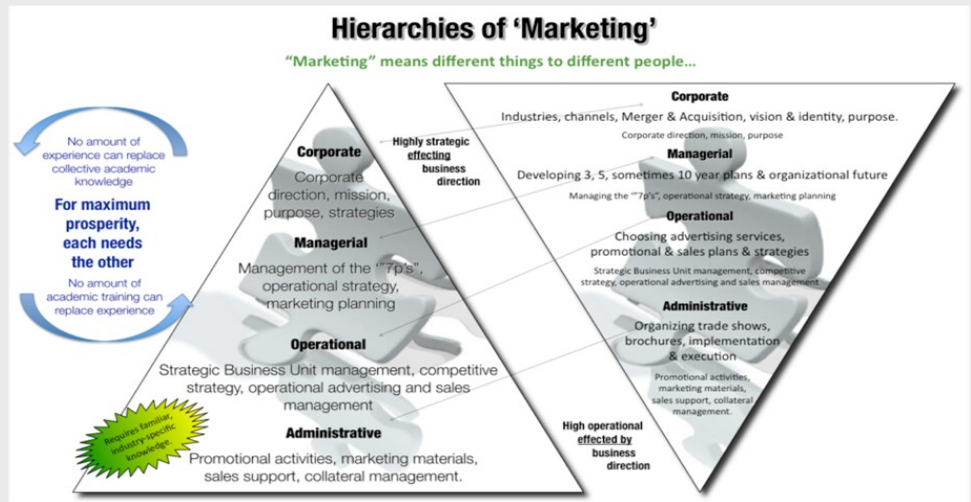 Hierarchies of ‘Marketing’
“Marketing” means different things to different people…
No amount of
experience can replace
collective academic
knowledge
For maximum
prosperity,
each needs
the other
No amount of
academic training can
replace experience
Requires familiar,
industry-specific
knowledge.
Corporate
Corporate
direction, mission,
purpose, strategies
Managerial
Management of the '"7p's",
operational strategy,
marketing planning
Operational
Strategic Business Unit management, competitive
strategy, operational advertising and sales
management
Administrative
Promotional activities, marketing materials,
sales support, collateral management.
Highly strategic
effecting
business
direction
High operational
effected by
business
direction
Corporate
Industries, channels, Merger & Acquisition, vision & identity, purpose.
Corporate direction, mission, purpose
Managerial
Developing 3, 5, sometimes 10 year plans & organizational future
Managing the '"7p's", operational strategy, marketing planning
Operational
Choosing advertising services,
promotional & sales plans & strategies
Strategic Business Unit management, competitive
strategy, operational advertising and sales management
Administrative
Organizing trade shows,
brochures, implementation
& execution
Promotional activities,
marketing materials,
sales support, collateral
management.